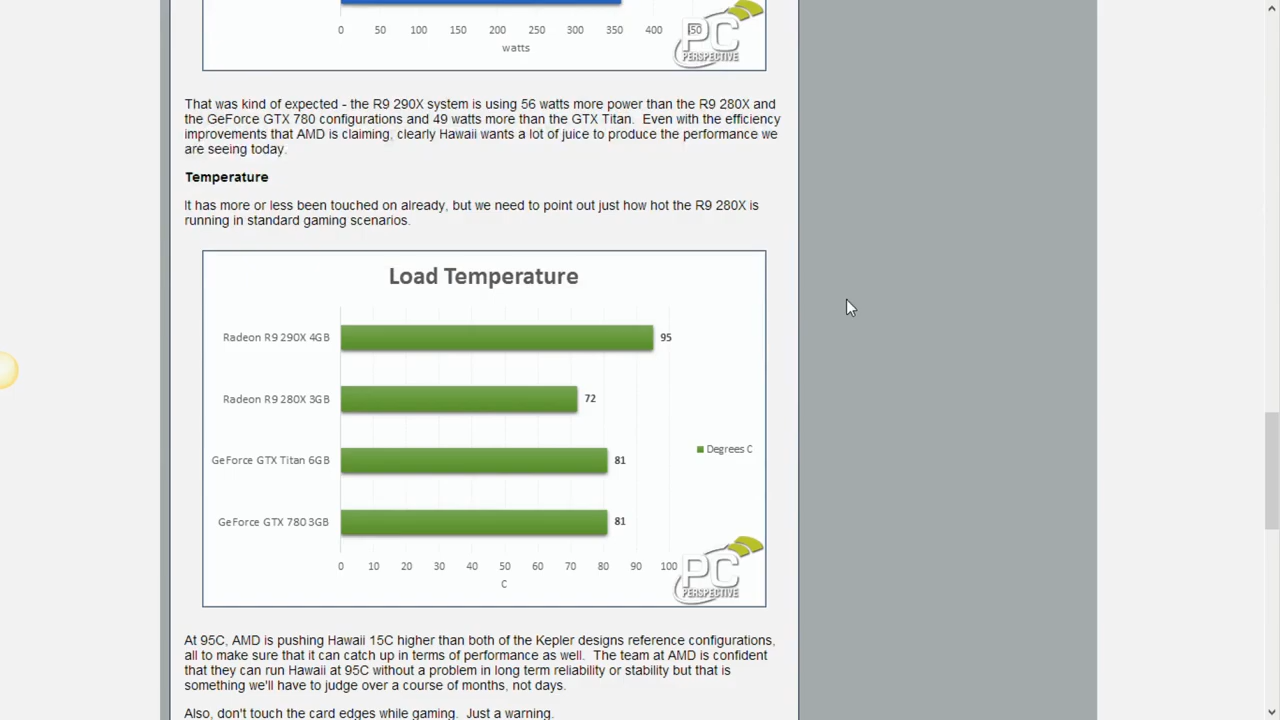 0 50 100 150 200 250 300 350 400 450
watts
PC
PERSPECTIVE
That was kind of expected - the R9 290X system is using 56 watts more power than the R9 280X and
the GeForce GTX 780 configurations and 49 watts more than the GTX Titan.  Even with the efficiency
improvements that AMD is claiming, clearly Hawaii wants a lot of juice to produce the performance we
are seeing today.
Temperature
It has more or less been touched on already, but we need to point out just how hot the R9 280X is
running in standard gaming scenarios.
Load Temperature
Radeon R9 290X 4GB 95
Radeon R9 280X 3GB 72
Degrees C
GeForce GTX Titan 6GB 81
GeForce GTX 780 3GB 81
0 10 20 30 40 50 60 70 80 90 100
C
PC
PERSPECTIVE
At 95C, AMD is pushing Hawaii 15C higher than both of the Kepler designs reference configurations,
all to make sure that it can catch up in terms of performance as well.  The team at AMD is confident
that they can run Hawaii at 95C without a problem in long term reliability or stability but that is
something we'll have to judge over a course of months, not days.
Also, don't touch the card edges while gaming.  Just a warning.